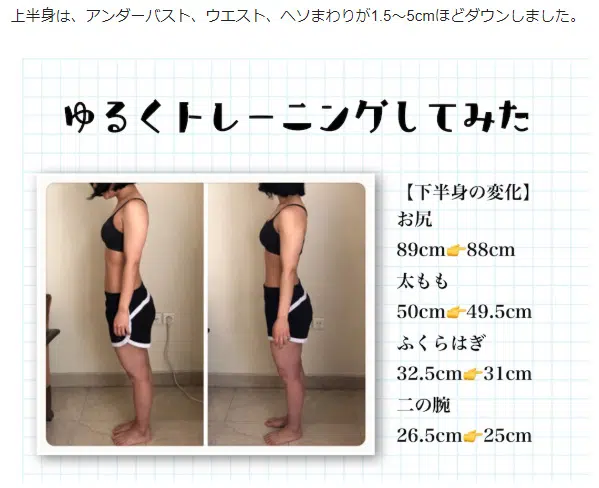 上半身は、アンダーバスト、ウエスト、ヘソまわりが1.5～5cmほどダウンしました。
ゆるくトレーニングしてみた
【下半身の変化】
お尻
89cm👉88cm
太もも
50cm👉49.5cm
ふくらはぎ
32.5cm👉31cm
二の腕
26.5cm👉25cm